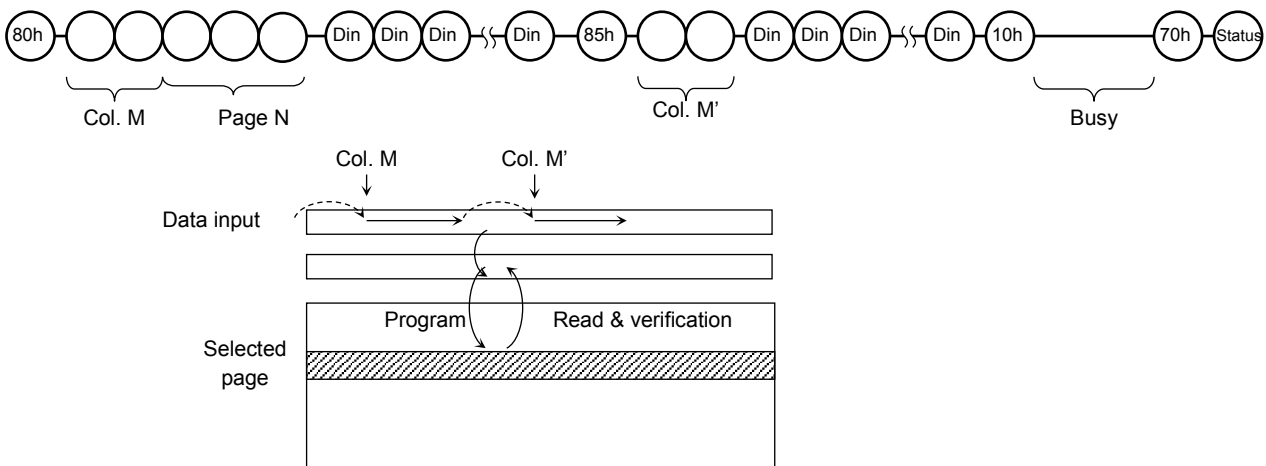 80h Din Din Din Din 85h Din Din Din Din 10h 70h Status
Col. M Page N Col. M’ Busy
Col. M Col. M’
Data input
Program Read & verification
Selected
page